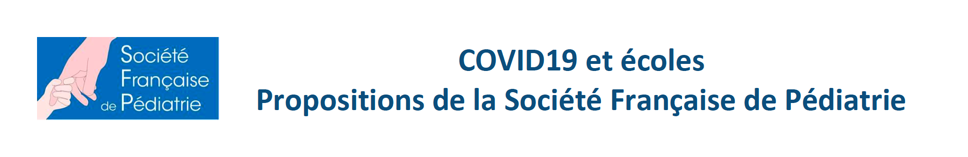 Société
Française
de Pédiatrie
COVID19 et écoles
Propositions de la Société Française de Pédiatrie